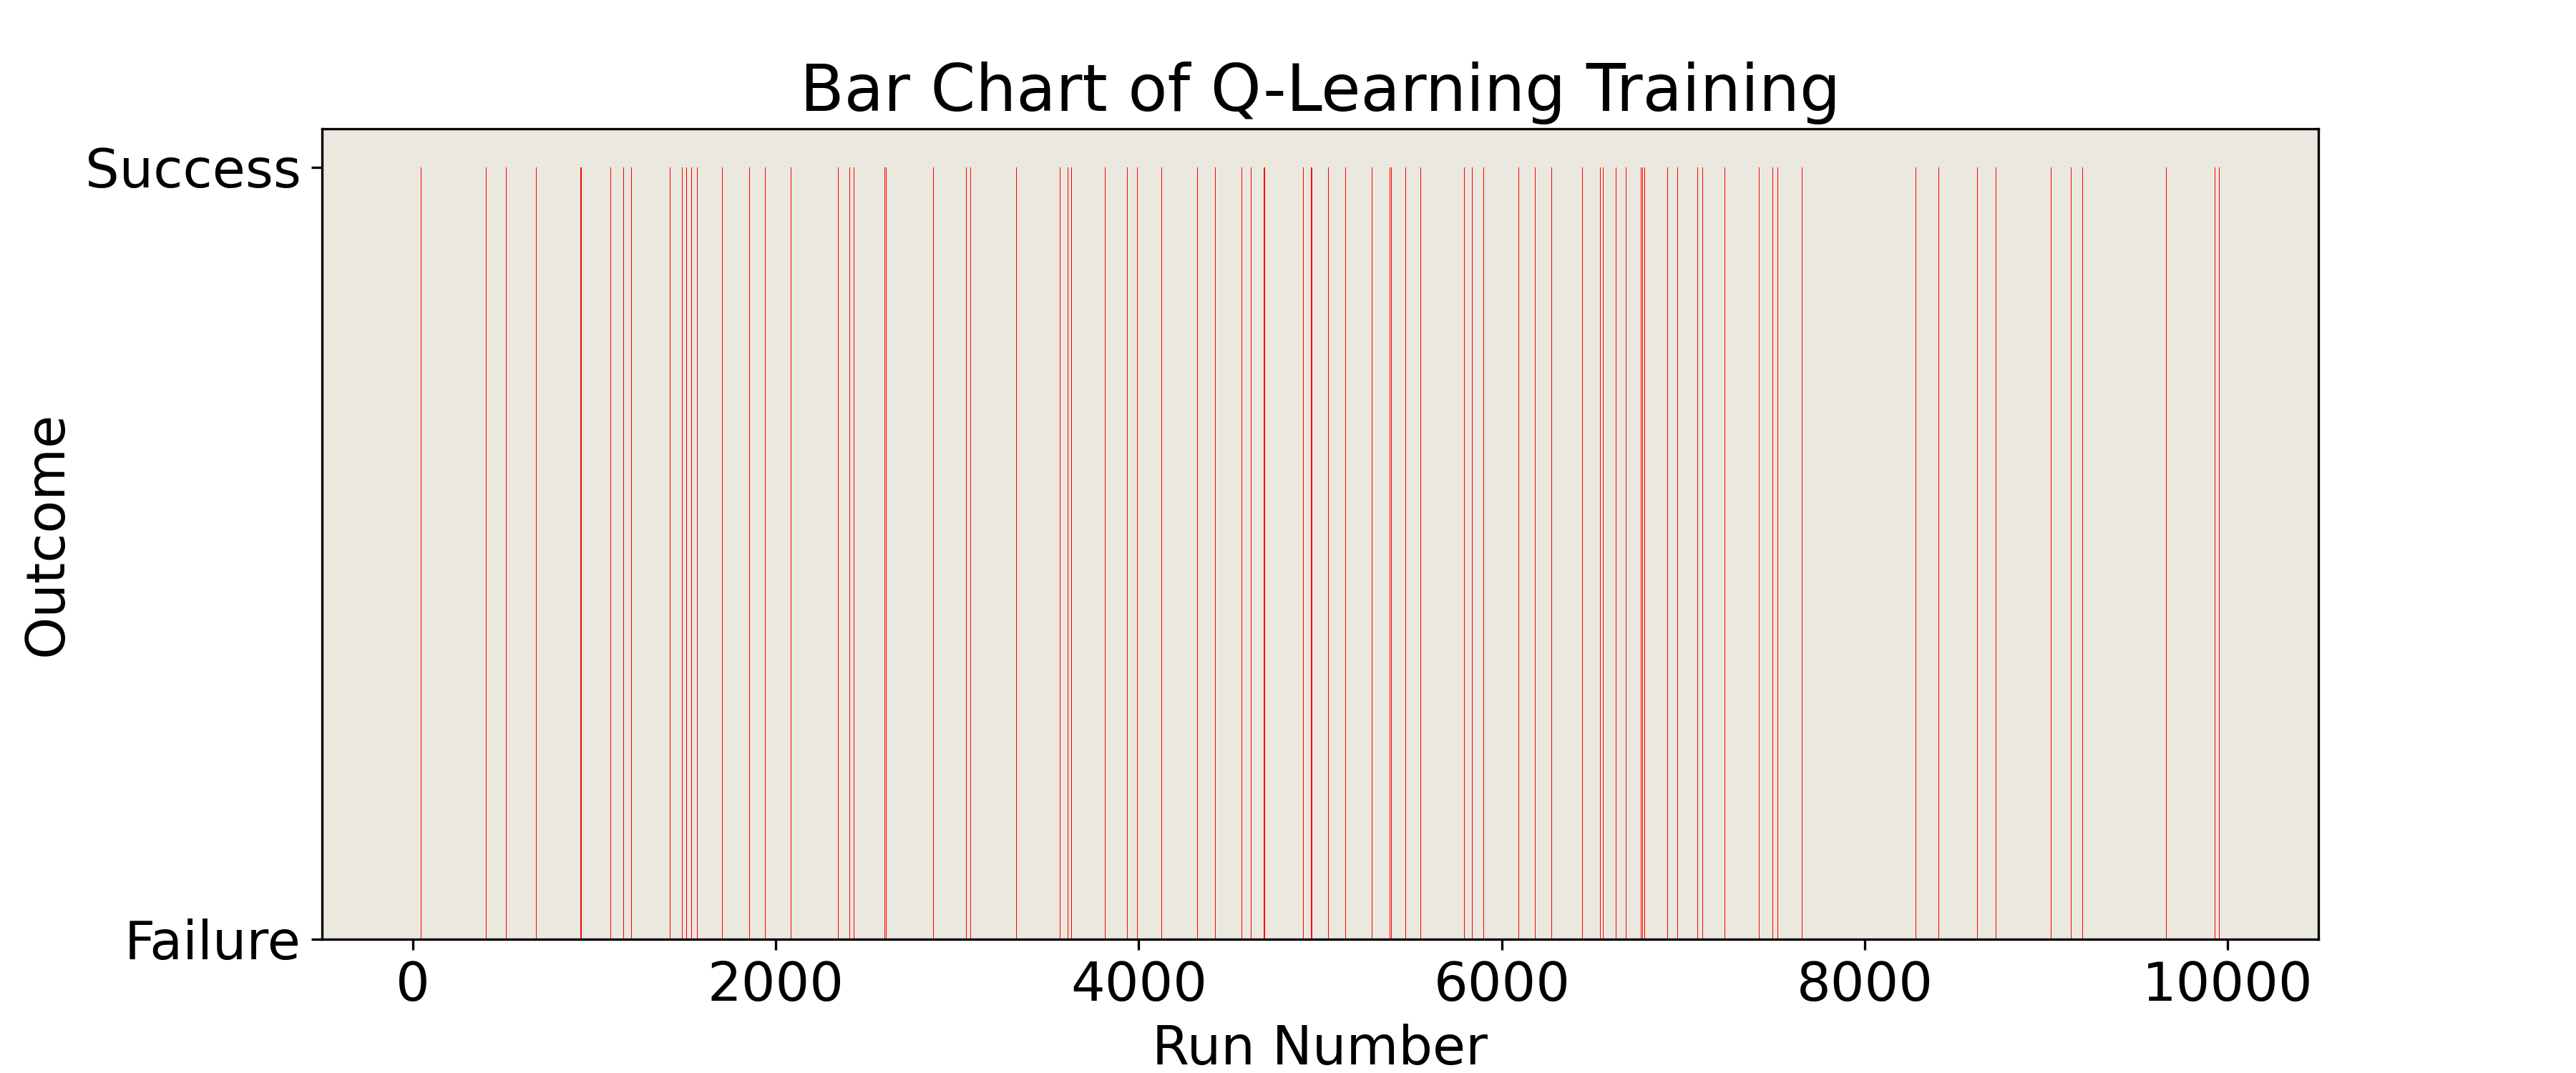 Bar Chart of Q-Learning Training
Success
Outcome
Failure
0 2000 4000 6000 8000 10000
Run Number